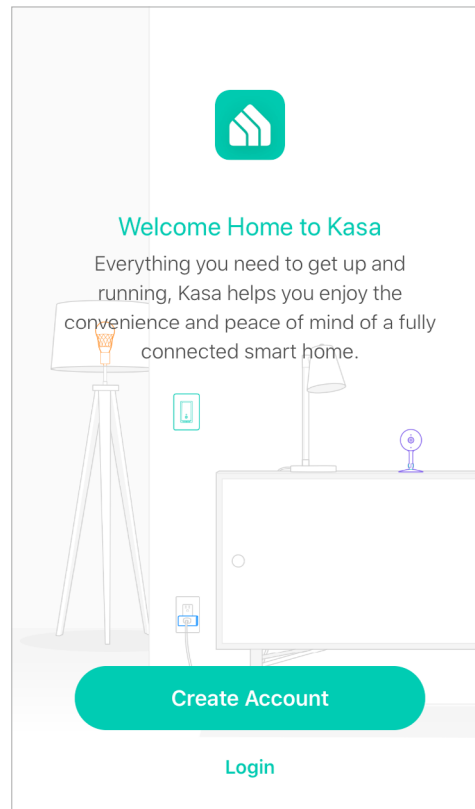 Welcome Home to Kasa
Everything you need to get up and
running, Kasa helps you enjoy the
convenience and peace of mind of a fully
connected smart home.
Create Account
Login